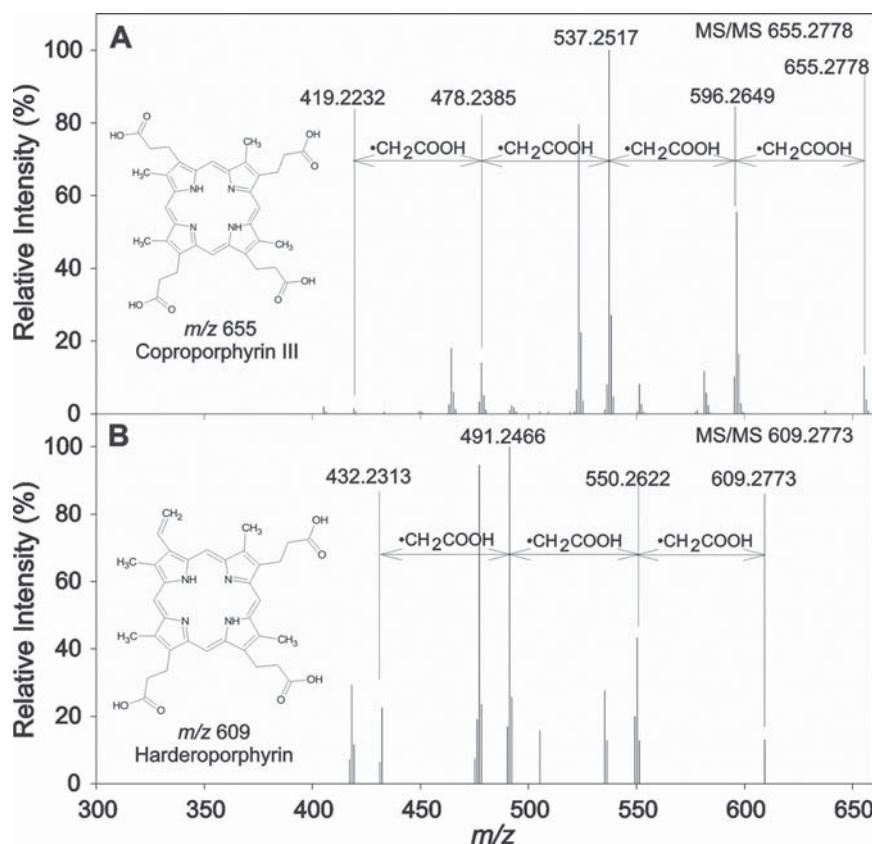 A
MS/MS 655.2778
537.2517
655.2778
419.2232
478.2385
596.2649
•CH2COOH
•CH2COOH
•CH2COOH
•CH2COOH
Relative Intensity (%)
100
80
60
40
20
0
HO
O
OH
O
CH3
H3C
NH
N
N
HN
H3C
CH3
HO
O
OH
O
m/z 655
Coproporphyrin III
B
MS/MS 609.2773
491.2466
432.2313
550.2622
609.2773
•CH2COOH
•CH2COOH
•CH2COOH
Relative Intensity (%)
100
80
60
40
20
0
CH2
CH3
OH
O
H3C
NH
N
N
HN
H3C
CH3
HO
O
OH
O
m/z 609
Harderoporphyrin
300 350 400 450 500 550 600 650
m/z